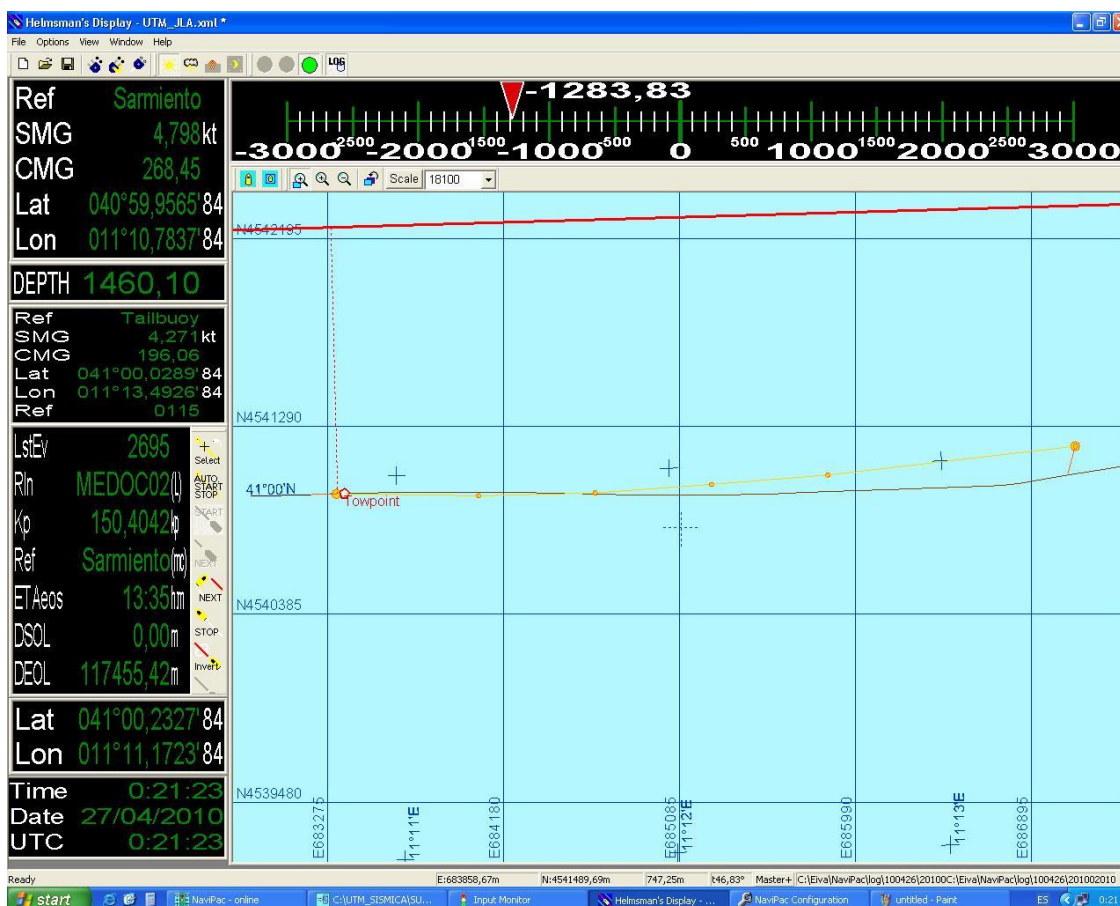 Helmsman's Display - UTM_JLA.xml *
File Options View Window Help
LOG
Ref Sarmiento
SMG 4,798 kt
CMG 268,45
Lat 040°59,9565'84
Lon 011°10,7837'84
DEPTH 1460,10
Ref Tailbuoy
SMG 4,271 kt
CMG 196,06
Lat 041°00,0289'84
Lon 011°13,4926'84
Ref 0115
LstEv 2695
Rln MEDOC02(L)
Kp 150,4042 kp
Ref Sarmiento(mc)
ETAeos 13:35 h:m
DSOL 0,00 m
DEOL 117455,42 m
Select
AUTO START STOP
START
NEXT
NEXT
STOP
Invert
Lat 041°00,2327'84
Lon 011°11,1723'84
Time 0:21:23
Date 27/04/2010
UTC 0:21:23
-1283,83
-3000 2500 -2000 1500 -1000 -500 0 500 1000 1500 2000 2500 3000
Scale 18100
N4542195
N4541290
41°00'N
Towpoint
N4540385
N4539480
E683275
11°11'E
E684180
E685085
11°12'E
E685990
11°13'E
E686895
Ready E:683858,67m N:4541489,69m 747,25m t46,83° Master+ C:\Eiva\NaviPac\log\100426\20100C:\Eiva\NaviPac\log\100426\201002010
start NaviPac - online C:\UTM_SISMICA\SU... Input Monitor Helmsman's Display - ... NaviPac Configuration untitled - Paint ES 0:21